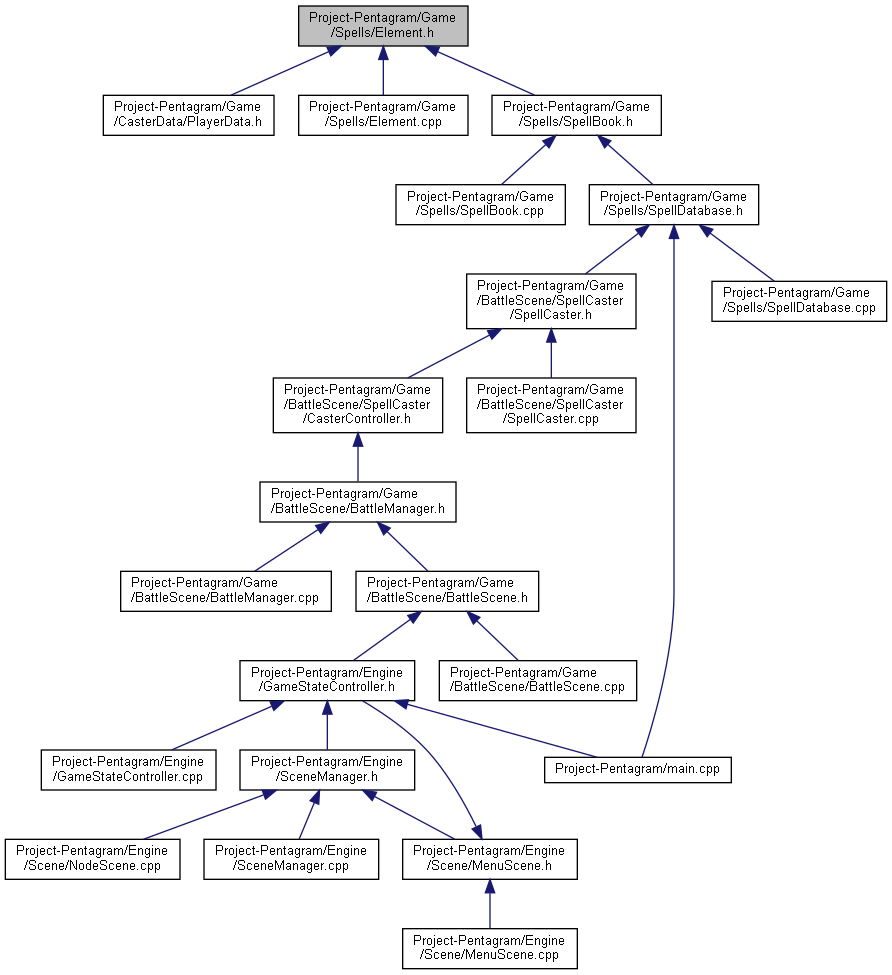 Project-Pentagram/Game
/Spells/Element.h
Project-Pentagram/Game
/CasterData/PlayerData.h
Project-Pentagram/Game
/Spells/Element.cpp
Project-Pentagram/Game
/Spells/SpellBook.h
Project-Pentagram/Game
/Spells/SpellBook.cpp
Project-Pentagram/Game
/Spells/SpellDatabase.h
Project-Pentagram/Game
/BattleScene/SpellCaster
/SpellCaster.h
Project-Pentagram/Game
/Spells/SpellDatabase.cpp
Project-Pentagram/Game
/BattleScene/SpellCaster
/CasterController.h
Project-Pentagram/Game
/BattleScene/SpellCaster
/SpellCaster.cpp
Project-Pentagram/Game
/BattleScene/BattleManager.h
Project-Pentagram/Game
/BattleScene/BattleManager.cpp
Project-Pentagram/Game
/BattleScene/BattleScene.h
Project-Pentagram/Engine
/GameStateController.h
Project-Pentagram/Game
/BattleScene/BattleScene.cpp
Project-Pentagram/Engine
/GameStateController.cpp
Project-Pentagram/Engine
/SceneManager.h
Project-Pentagram/main.cpp
Project-Pentagram/Engine
/Scene/NodeScene.cpp
Project-Pentagram/Engine
/SceneManager.cpp
Project-Pentagram/Engine
/Scene/MenuScene.h
Project-Pentagram/Engine
/Scene/MenuScene.cpp